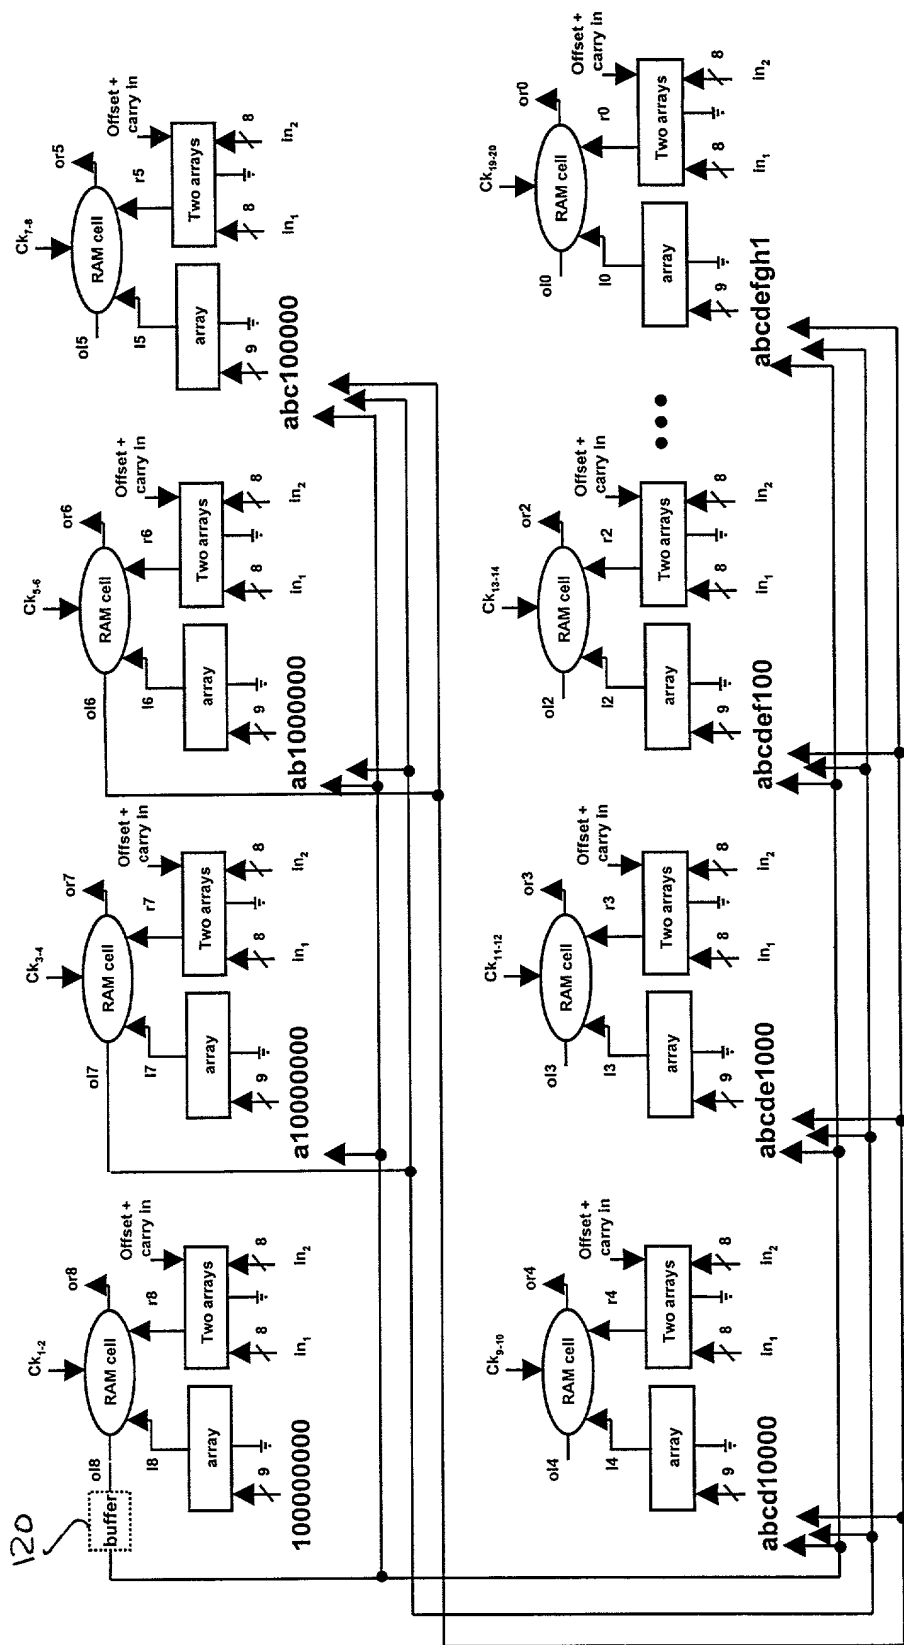 120
buffer
Ck₁₋₂
ol8
RAM cell
or8
l8
r8
Offset +
carry in
array
Two arrays
9
8
8
In₁
In₂
100000000
Ck₃₋₄
ol7
RAM cell
or7
l7
r7
Offset +
carry in
array
Two arrays
9
8
8
In₁
In₂
a10000000
Ck₅₋₆
ol6
RAM cell
or6
l6
r6
Offset +
carry in
array
Two arrays
9
8
8
In₁
In₂
ab1000000
Ck₇₋₈
ol5
RAM cell
or5
l5
r5
Offset +
carry in
array
Two arrays
9
8
8
In₁
In₂
abc100000
Ck₉₋₁₀
ol4
RAM cell
or4
l4
r4
Offset +
carry in
array
Two arrays
9
8
8
In₁
In₂
abcd10000
Ck₁₁₋₁₂
ol3
RAM cell
or3
l3
r3
Offset +
carry in
array
Two arrays
9
8
8
In₁
In₂
abcde1000
Ck₁₃₋₁₄
ol2
RAM cell
or2
l2
r2
Offset +
carry in
array
Two arrays
9
8
8
In₁
In₂
abcdef100
Ck₁₉₋₂₀
ol0
RAM cell
or0
l0
r0
Offset +
carry in
array
Two arrays
9
8
8
In₁
In₂
abcdefgh1